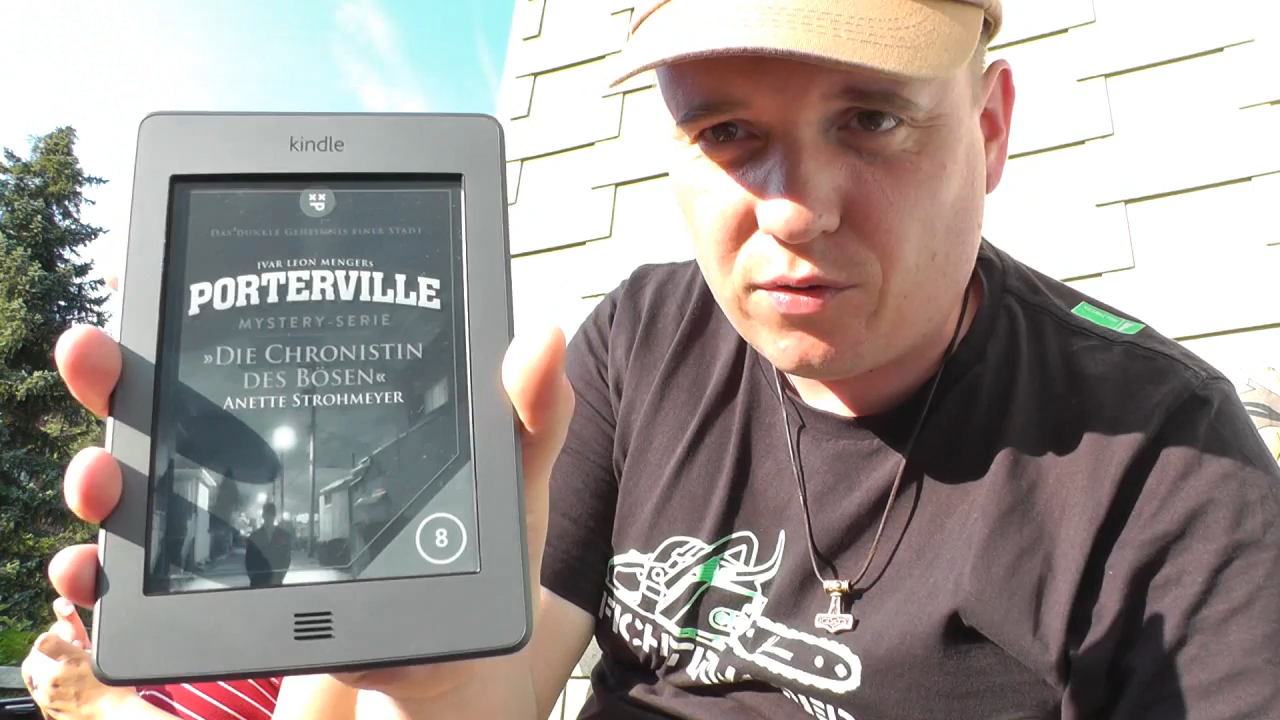 kindle
DAS DUNKLE GEHEIMNIS EINER STADT
IVAR LEON MENGERS
PORTERVILLE
MYSTERY-SERIE
»DIE CHRONISTIN
DES BÖSEN«
ANETTE STROHMEYER
8